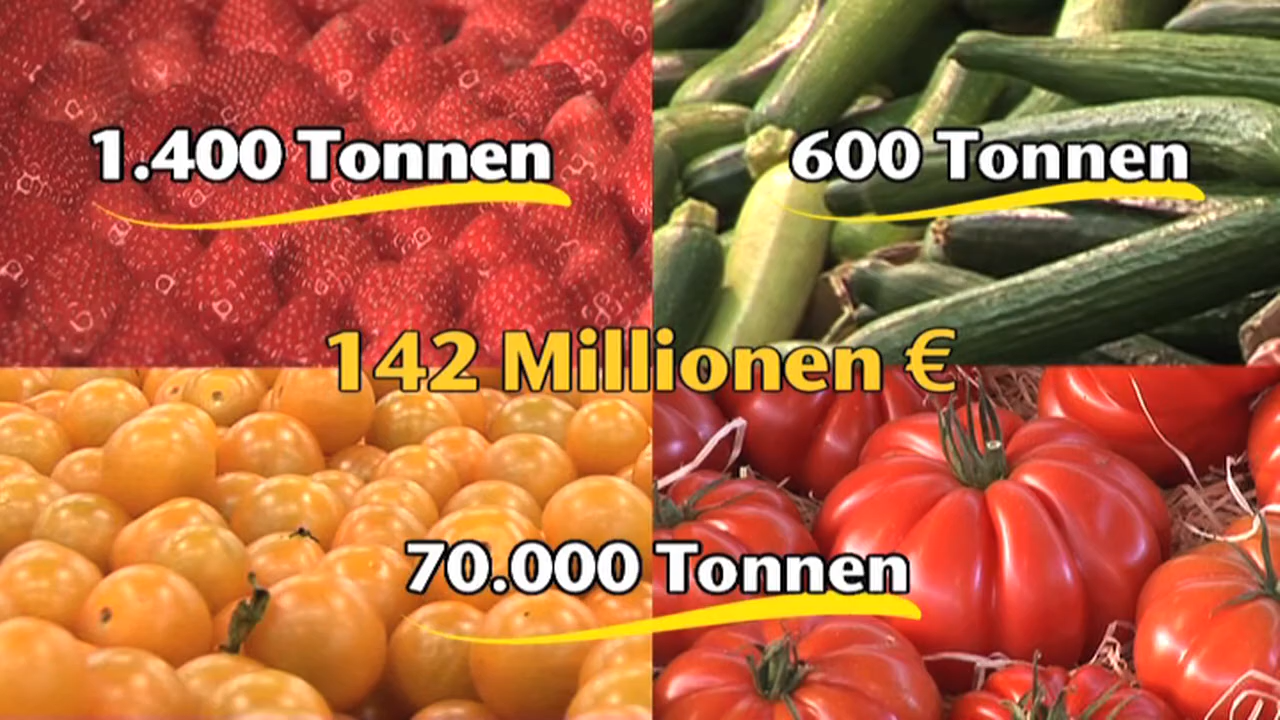 1.400 Tonnen
600 Tonnen
142 Millionen €
70.000 Tonnen